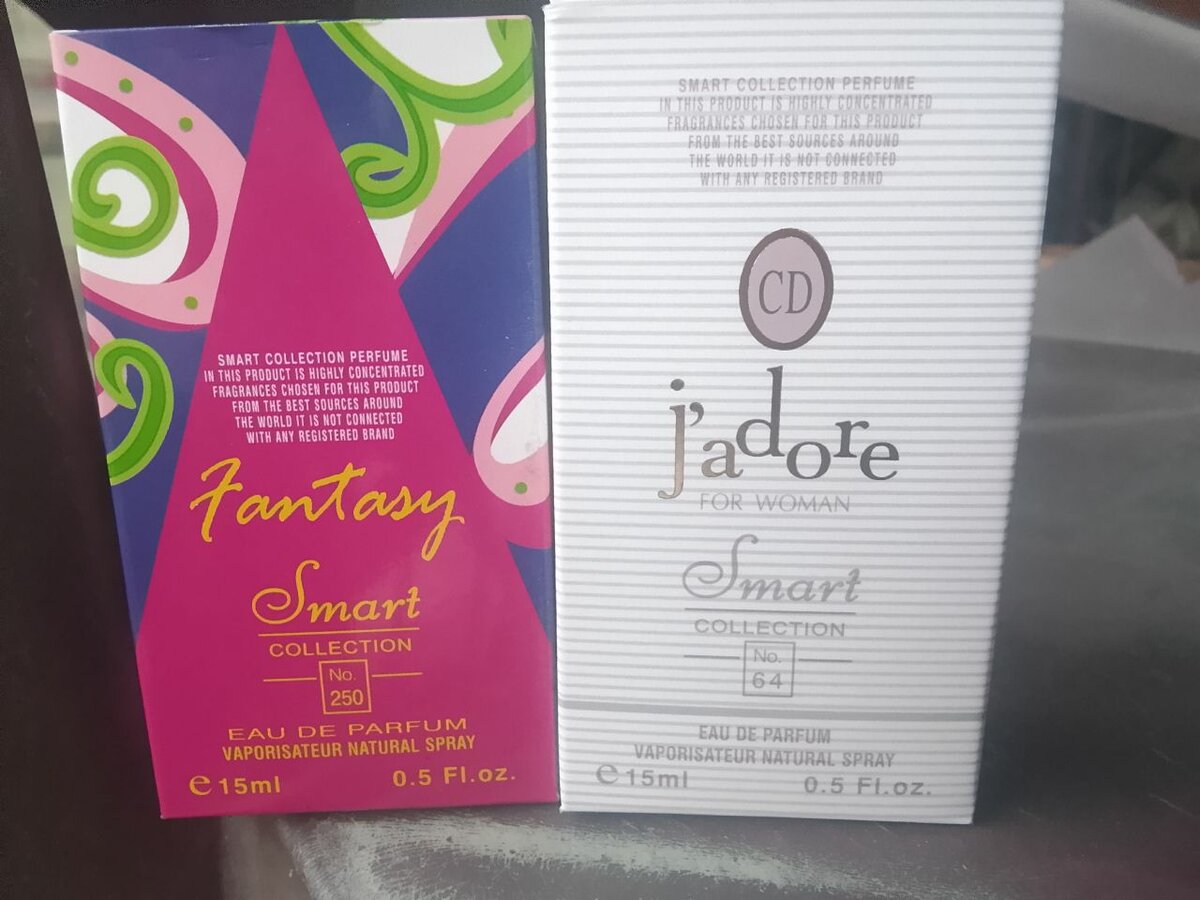 SMART COLLECTION PERFUME
IN THIS PRODUCT IS HIGHLY CONCENTRATED
FRAGRANCES CHOSEN FOR THIS PRODUCT
FROM THE BEST SOURCES AROUND
THE WORLD IT IS NOT CONNECTED
WITH ANY REGISTERED BRAND
Fantasy
Smart
COLLECTION
No.
250
EAU DE PARFUM
VAPORISATEUR NATURAL SPRAY
e 15ml 0.5 Fl.oz.
SMART COLLECTION PERFUME
IN THIS PRODUCT IS HIGHLY CONCENTRATED
FRAGRANCES CHOSEN FOR THIS PRODUCT
FROM THE BEST SOURCES AROUND
THE WORLD IT IS NOT CONNECTED
WITH ANY REGISTERED BRAND
CD
j'adore
FOR WOMAN
Smart
COLLECTION
No.
64
EAU DE PARFUM
VAPORISATEUR NATURAL SPRAY
e 15ml 0.5 Fl.oz.